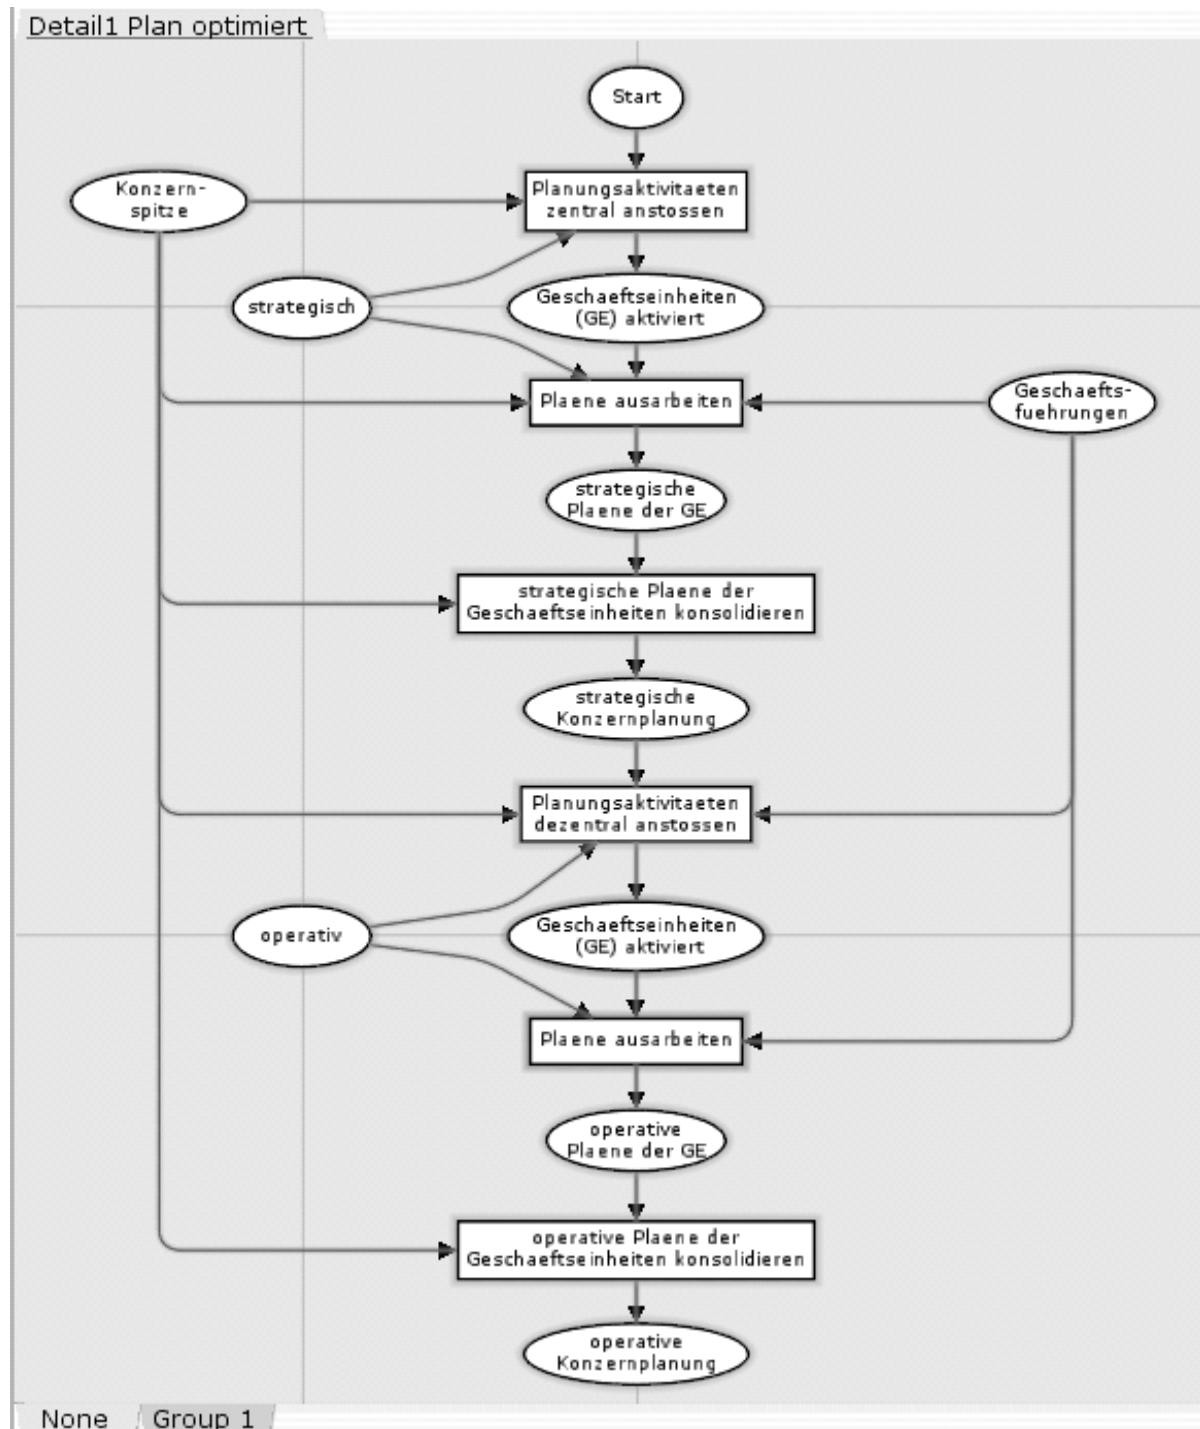 Detail1 Plan optimiert
Start
Konzern-
spitze
Planungsaktivitaeten
zentral anstossen
strategisch
Geschaeftseinheiten
(GE) aktiviert
Plaene ausarbeiten
Geschaefts-
fuehrungen
strategische
Plaene der GE
strategische Plaene der
Geschaeftseinheiten konsolidieren
strategische
Konzernplanung
Planungsaktivitaeten
dezentral anstossen
operativ
Geschaeftseinheiten
(GE) aktiviert
Plaene ausarbeiten
operative
Plaene der GE
operative Plaene der
Geschaeftseinheiten konsolidieren
operative
Konzernplanung
None
Group 1